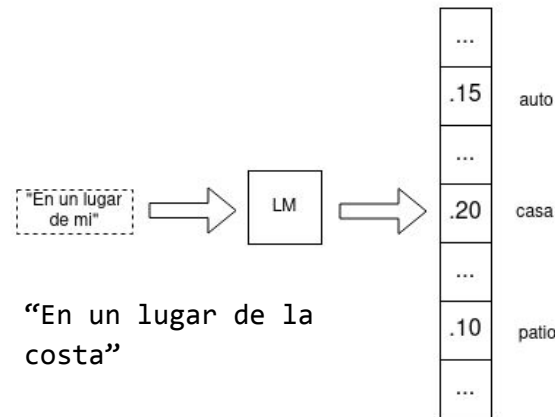 ...
.15 auto
...
"En un lugar
de mi"
LM
.20 casa
...
“En un lugar de la
costa”
.10 patio
...